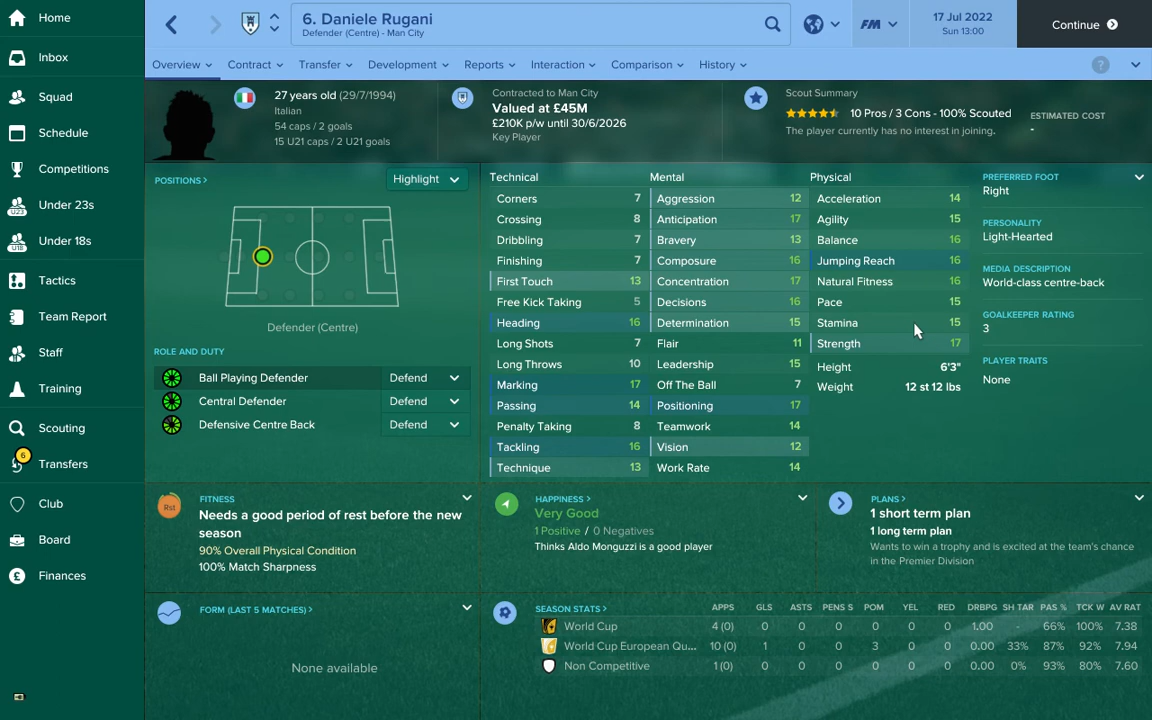 Home
Inbox
Squad
Schedule
Competitions
U23
Under 23s
U18
Under 18s
Tactics
Team Report
Staff
Training
Scouting
6
Transfers
Club
Board
Finances
6. Daniele Rugani
Defender (Centre) - Man City
FM
17 Jul 2022
Sun 13:00
Continue
Overview Contract Transfer Development Reports Interaction Comparison History
?
27 years old (29/7/1994)
Italian
54 caps / 2 goals
15 U21 caps / 2 U21 goals
Contracted to Man City
Valued at £45M
£210K p/w until 30/6/2026
Key Player
Scout Summary
10 Pros / 3 Cons - 100% Scouted
The player currently has no interest in joining.
ESTIMATED COST
-
POSITIONS >
Highlight
Defender (Centre)
ROLE AND DUTY
Ball Playing Defender Defend
Central Defender Defend
Defensive Centre Back Defend
Technical
Corners 7
Crossing 8
Dribbling 7
Finishing 7
First Touch 13
Free Kick Taking 5
Heading 16
Long Shots 7
Long Throws 10
Marking 17
Passing 14
Penalty Taking 8
Tackling 16
Technique 13
Mental
Aggression 12
Anticipation 17
Bravery 13
Composure 16
Concentration 17
Decisions 16
Determination 15
Flair 11
Leadership 15
Off The Ball 7
Positioning 17
Teamwork 14
Vision 12
Work Rate 14
Physical
Acceleration 14
Agility 15
Balance 16
Jumping Reach 16
Natural Fitness 16
Pace 15
Stamina 15
Strength 17
Height 6'3"
Weight 12 st 12 lbs
PREFERRED FOOT
Right
PERSONALITY
Light-Hearted
MEDIA DESCRIPTION
World-class centre-back
GOALKEEPER RATING
3
PLAYER TRAITS
None
Rst
FITNESS
Needs a good period of rest before the new
season
90% Overall Physical Condition
100% Match Sharpness
HAPPINESS >
Very Good
1 Positive / 0 Negatives
Thinks Aldo Monguzzi is a good player
PLANS >
1 short term plan
1 long term plan
Wants to win a trophy and is excited at the team's chance
in the Premier Division
FORM (LAST 5 MATCHES) >
None available
SEASON STATS > APPS GLS ASTS PENS S POM YEL RED DRBPG SH TAR PAS % TCK W AV RAT
World Cup 4 (0) 0 0 0 0 0 0 1.00 - 66% 100% 7.38
World Cup European Qu... 10 (0) 1 0 0 3 0 0 0.00 33% 87% 92% 7.94
Non Competitive 1 (0) 0 0 0 0 0 0 0.00 0% 93% 80% 7.60